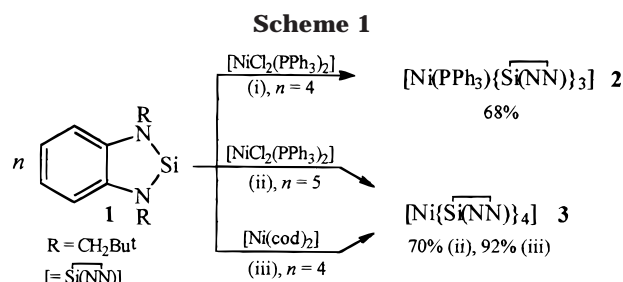 Scheme 1
[NiCl₂(PPh₃)₂]
(i), n = 4
[Ni(PPh₃){Si(NN)}₃] 2
68%
R
N
n
Si
N
R
1
R = CH₂Buᵗ
[= Si(NN)]
[NiCl₂(PPh₃)₂]
(ii), n = 5
[Ni{Si(NN)}₄] 3
70% (ii), 92% (iii)
[Ni(cod)₂]
(iii), n = 4